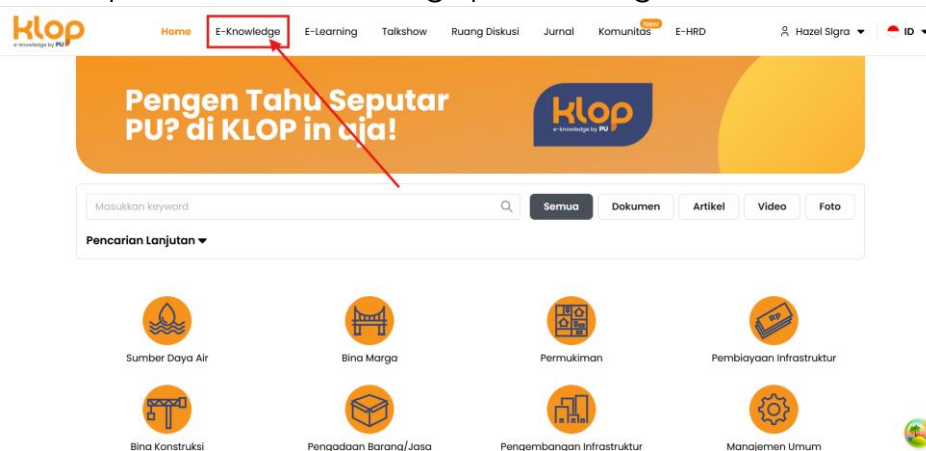 klop
e-knowledge by PU
Home E-Knowledge E-Learning Talkshow Ruang Diskusi Jurnal Komunitas New E-HRD Hazel SIgra ID
Pengen Tahu Seputar
PU? di KLOP in aja!
klop
e-knowledge by PU
Masukkan keyword
Semua Dokumen Artikel Video Foto
Pencarian Lanjutan
Sumber Daya Air Bina Marga Permukiman Pembiayaan Infrastruktur
Rp
Bina Konstruksi Pengadaan Barang/Jasa Pengembangan Infrastruktur Manajemen Umum